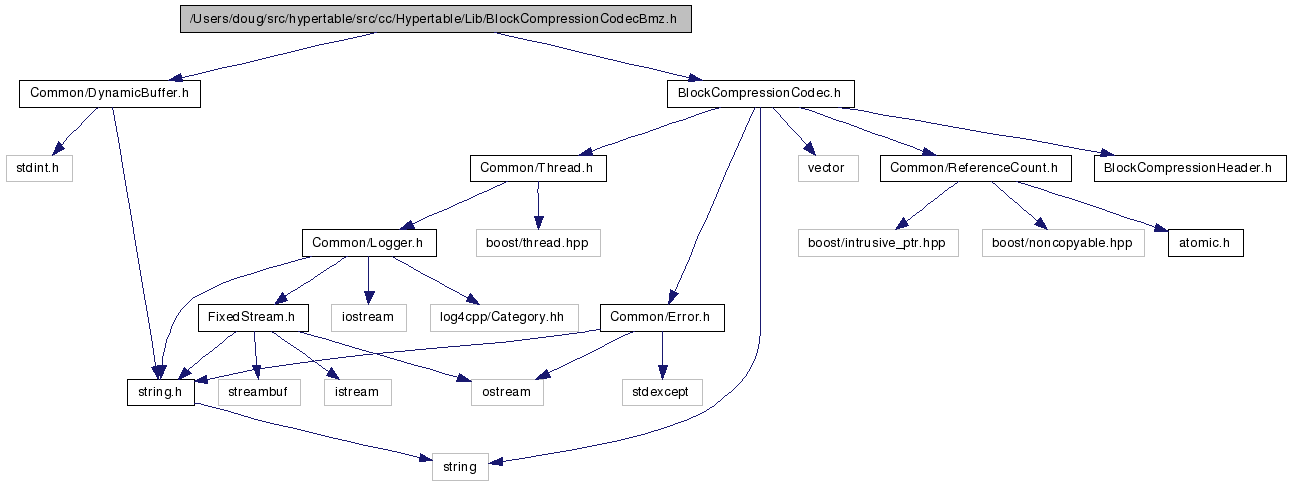 /Users/doug/src/hypertable/src/cc/Hypertable/Lib/BlockCompressionCodecBmz.h
Common/DynamicBuffer.h
BlockCompressionCodec.h
stdint.h
Common/Thread.h
vector
Common/ReferenceCount.h
BlockCompressionHeader.h
Common/Logger.h
boost/thread.hpp
boost/intrusive_ptr.hpp
boost/noncopyable.hpp
atomic.h
FixedStream.h
iostream
log4cpp/Category.hh
Common/Error.h
string.h
streambuf
istream
ostream
stdexcept
string